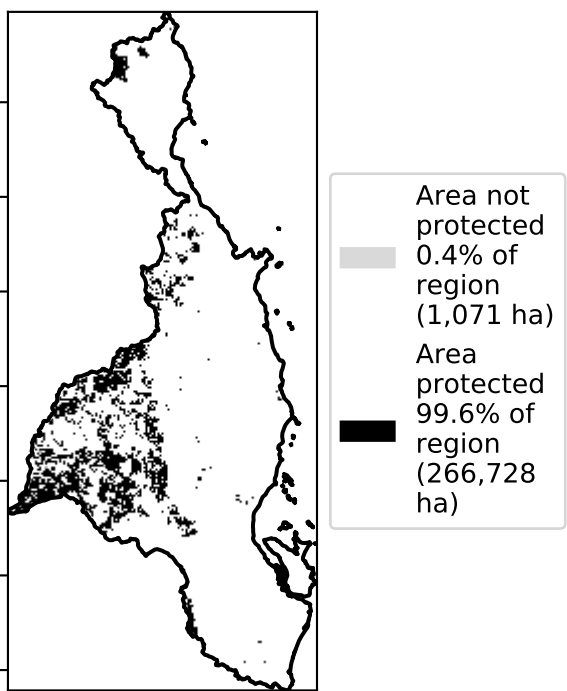 Area not
protected
0.4% of
region
(1,071 ha)
Area
protected
99.6% of
region
(266,728
ha)